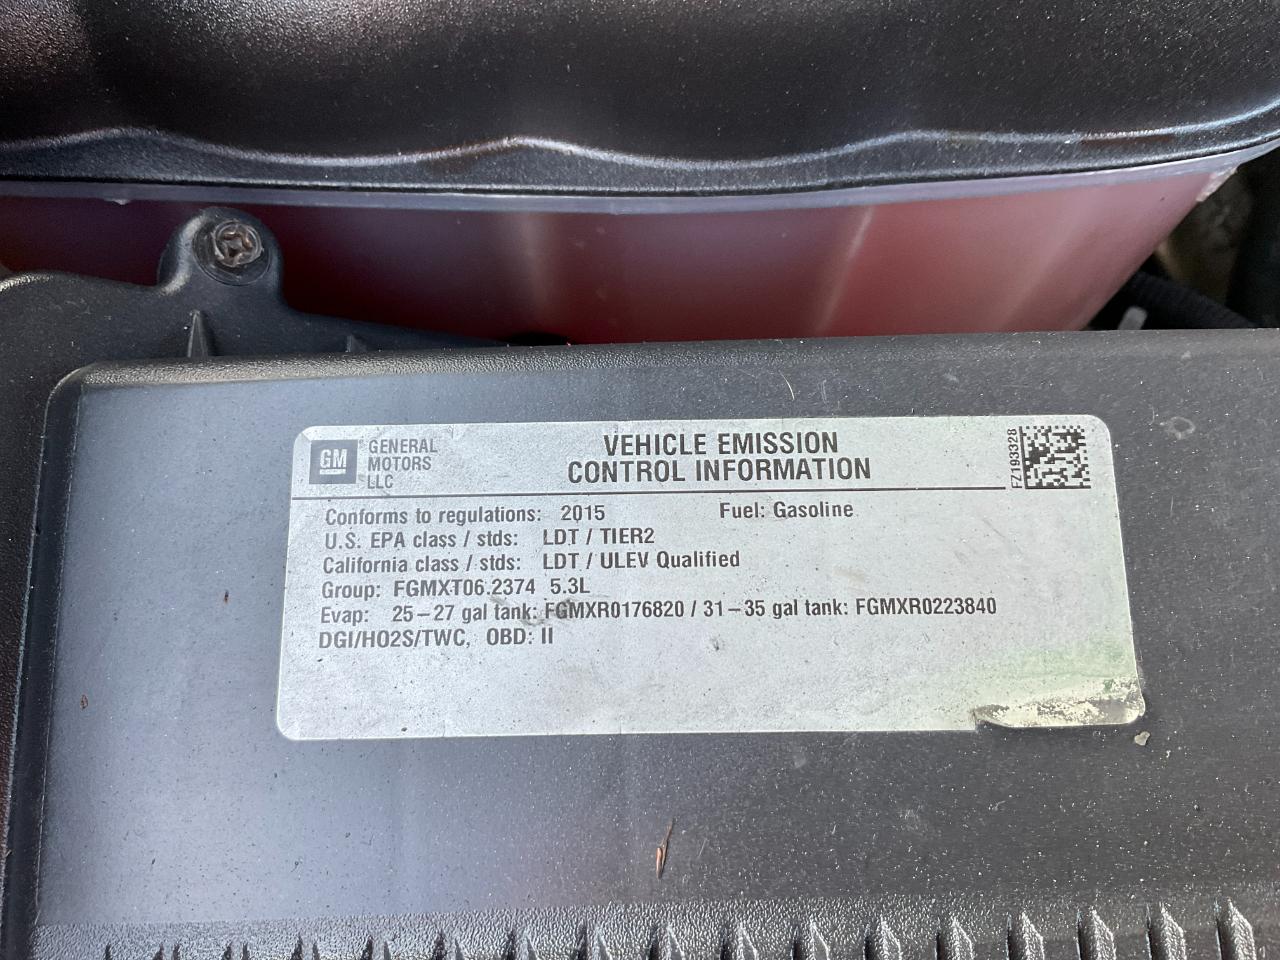 GM
GENERAL
MOTORS
LLC
VEHICLE EMISSION
CONTROL INFORMATION
FZ193328
Conforms to regulations: 2015 Fuel: Gasoline
U.S. EPA class / stds: LDT / TIER2
California class / stds: LDT / ULEV Qualified
Group: FGMXT06.2374 5.3L
Evap: 25-27 gal tank: FGMXR0176820 / 31-35 gal tank: FGMXR0223840
DGI/HO2S/TWC, OBD: II